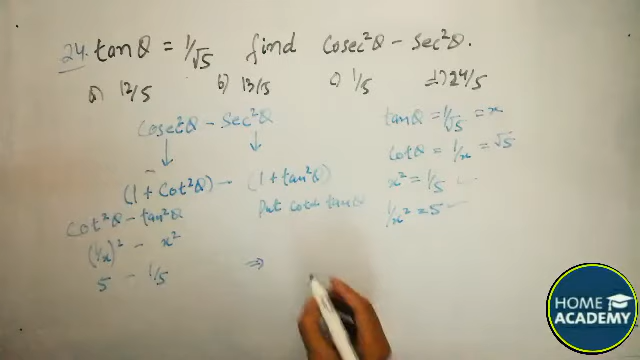 24. tanθ = 1/√5 find cosec²θ - sec²θ.
a) 12/5 b) 13/5 c) 1/5 d) 24/5
cosec²θ - sec²θ
(1 + cot²θ) - (1 + tan²θ)
cot²θ - tan²θ
put cotθ tanθ
(1/x)² - x²
5 - 1/5 ⇒
tanθ = 1/√5 = x
cotθ = 1/x = √5
x² = 1/5
1/x² = 5
HOME
ACADEMY